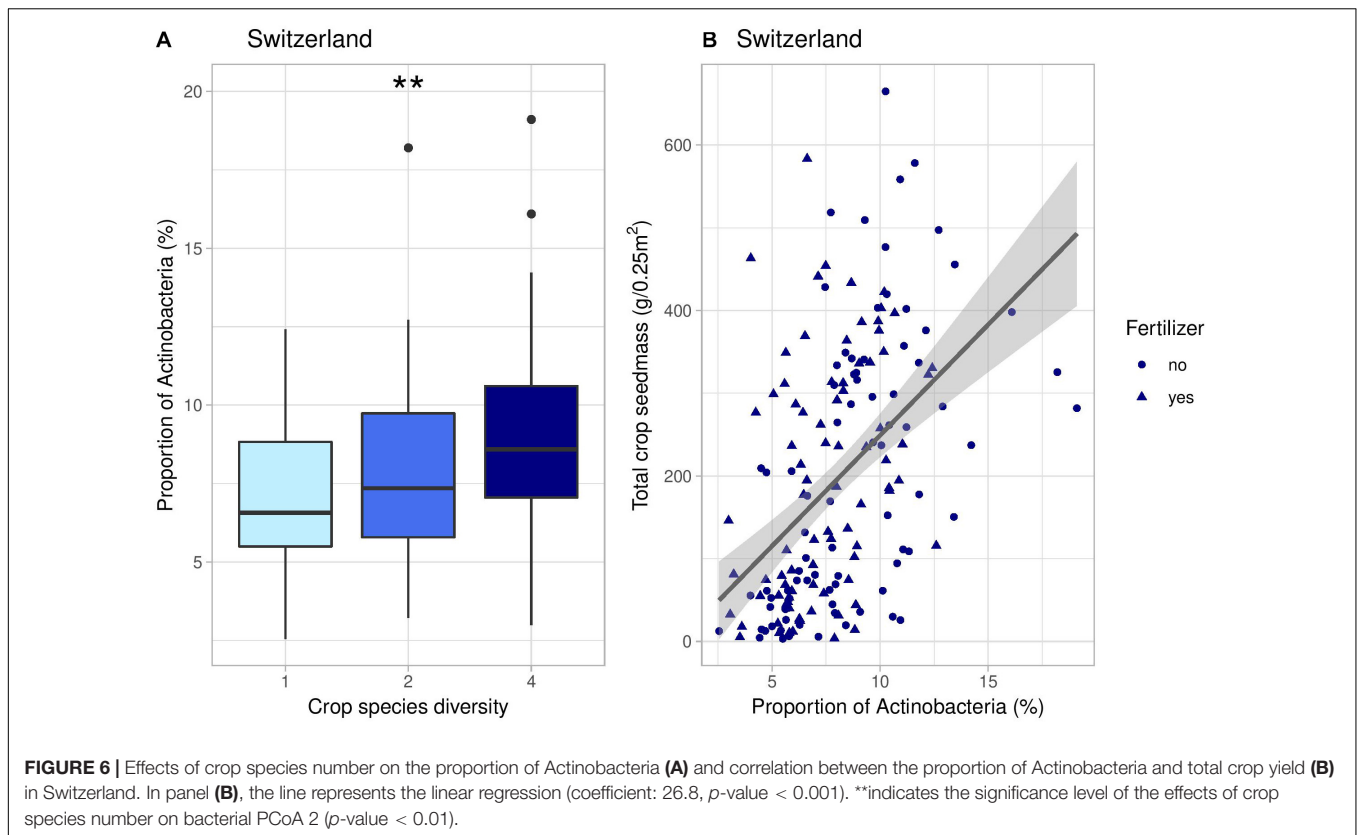 A Switzerland
**
Proportion of Actinobacteria (%)
20
15
10
5
1 2 4
Crop species diversity
B Switzerland
Total crop seedmass (g/0.25m²)
600
400
200
0
5 10 15
Proportion of Actinobacteria (%)
Fertilizer
no
yes
FIGURE 6 | Effects of crop species number on the proportion of Actinobacteria (A) and correlation between the proportion of Actinobacteria and total crop yield (B)
in Switzerland. In panel (B), the line represents the linear regression (coefficient: 26.8, p-value < 0.001). **indicates the significance level of the effects of crop
species number on bacterial PCoA 2 (p-value < 0.01).